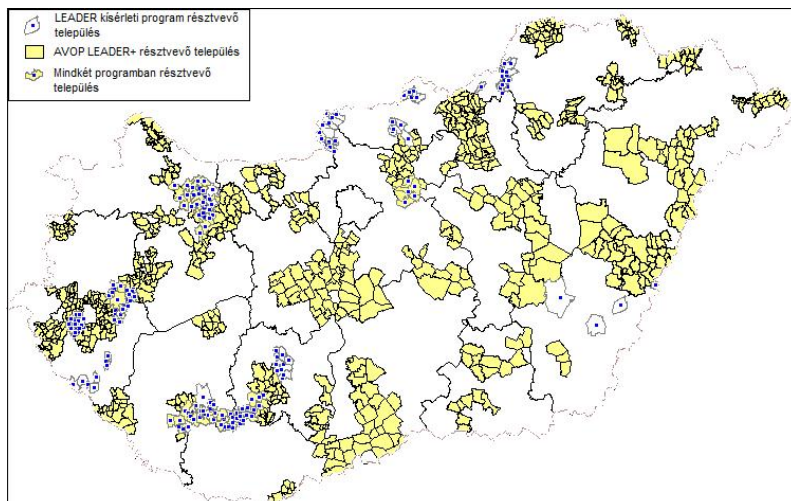 LEADER kísérleti program résztvevő
település
AVOP LEADER+ résztvevő település
Mindkét programban résztvevő
település